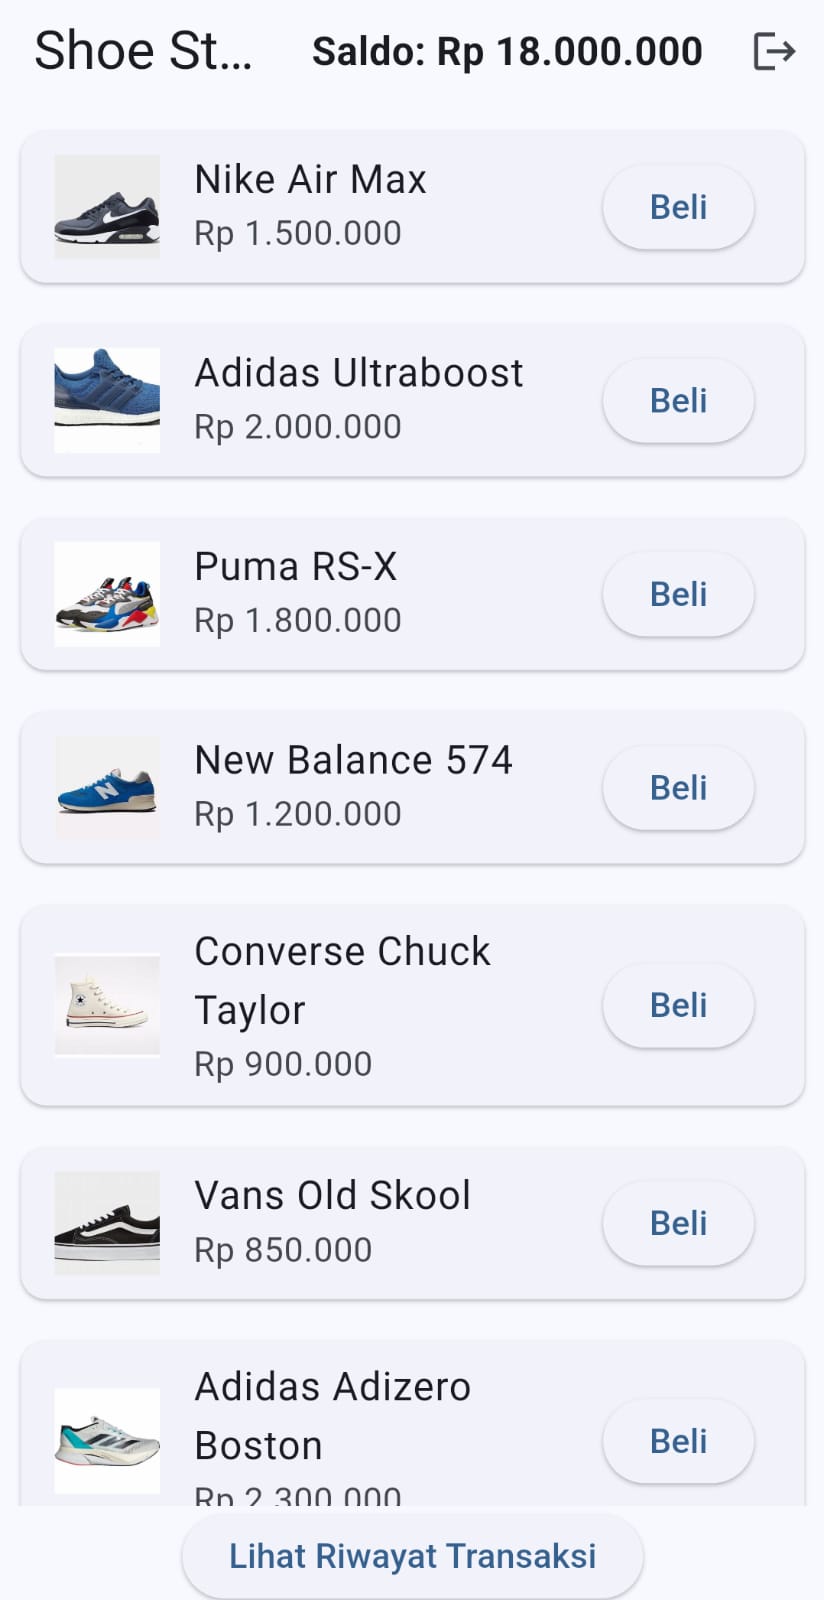 Shoe St...
Saldo: Rp 18.000.000
Nike Air Max
Rp 1.500.000
Beli
Adidas Ultraboost
Rp 2.000.000
Beli
Puma RS-X
Rp 1.800.000
Beli
New Balance 574
Rp 1.200.000
Beli
Converse Chuck
Taylor
Rp 900.000
Beli
Vans Old Skool
Rp 850.000
Beli
Adidas Adizero
Boston
Rp 2.300.000
Beli
Lihat Riwayat Transaksi